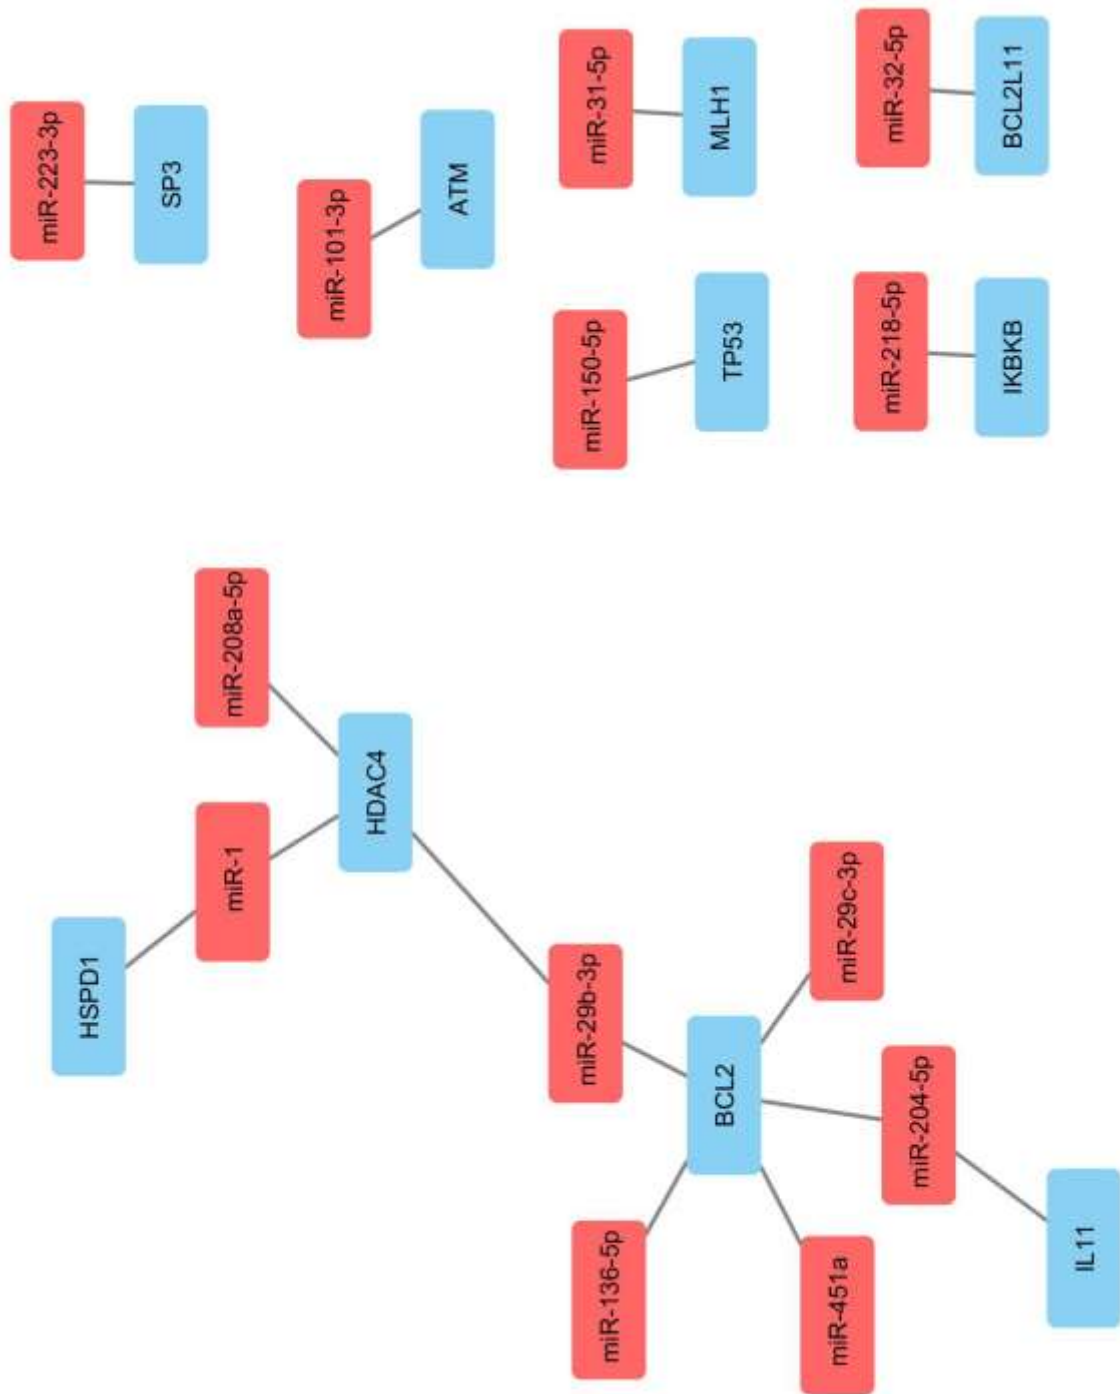 miR-223-3p
SP3
miR-101-3p
ATM
miR-31-5p
MLH1
miR-32-5p
BCL2L11
miR-150-5p
TP53
miR-218-5p
IKBKB
miR-208a-5p
HDAC4
miR-1
HSPD1
miR-29b-3p
miR-29c-3p
BCL2
miR-204-5p
miR-136-5p
miR-451a
IL11